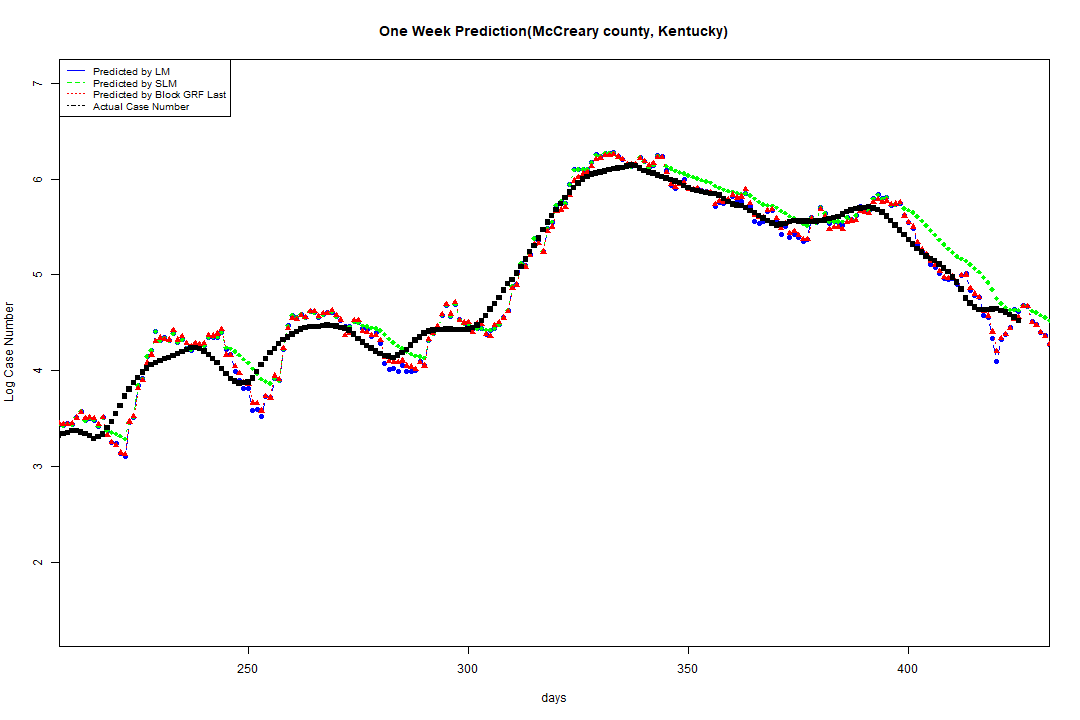 One Week Prediction(McCreary county, Kentucky)
Predicted by LM
Predicted by SLM
Predicted by Block GRF Last
Actual Case Number
7
6
5
4
3
2
Log Case Number
250
300
350
400
days